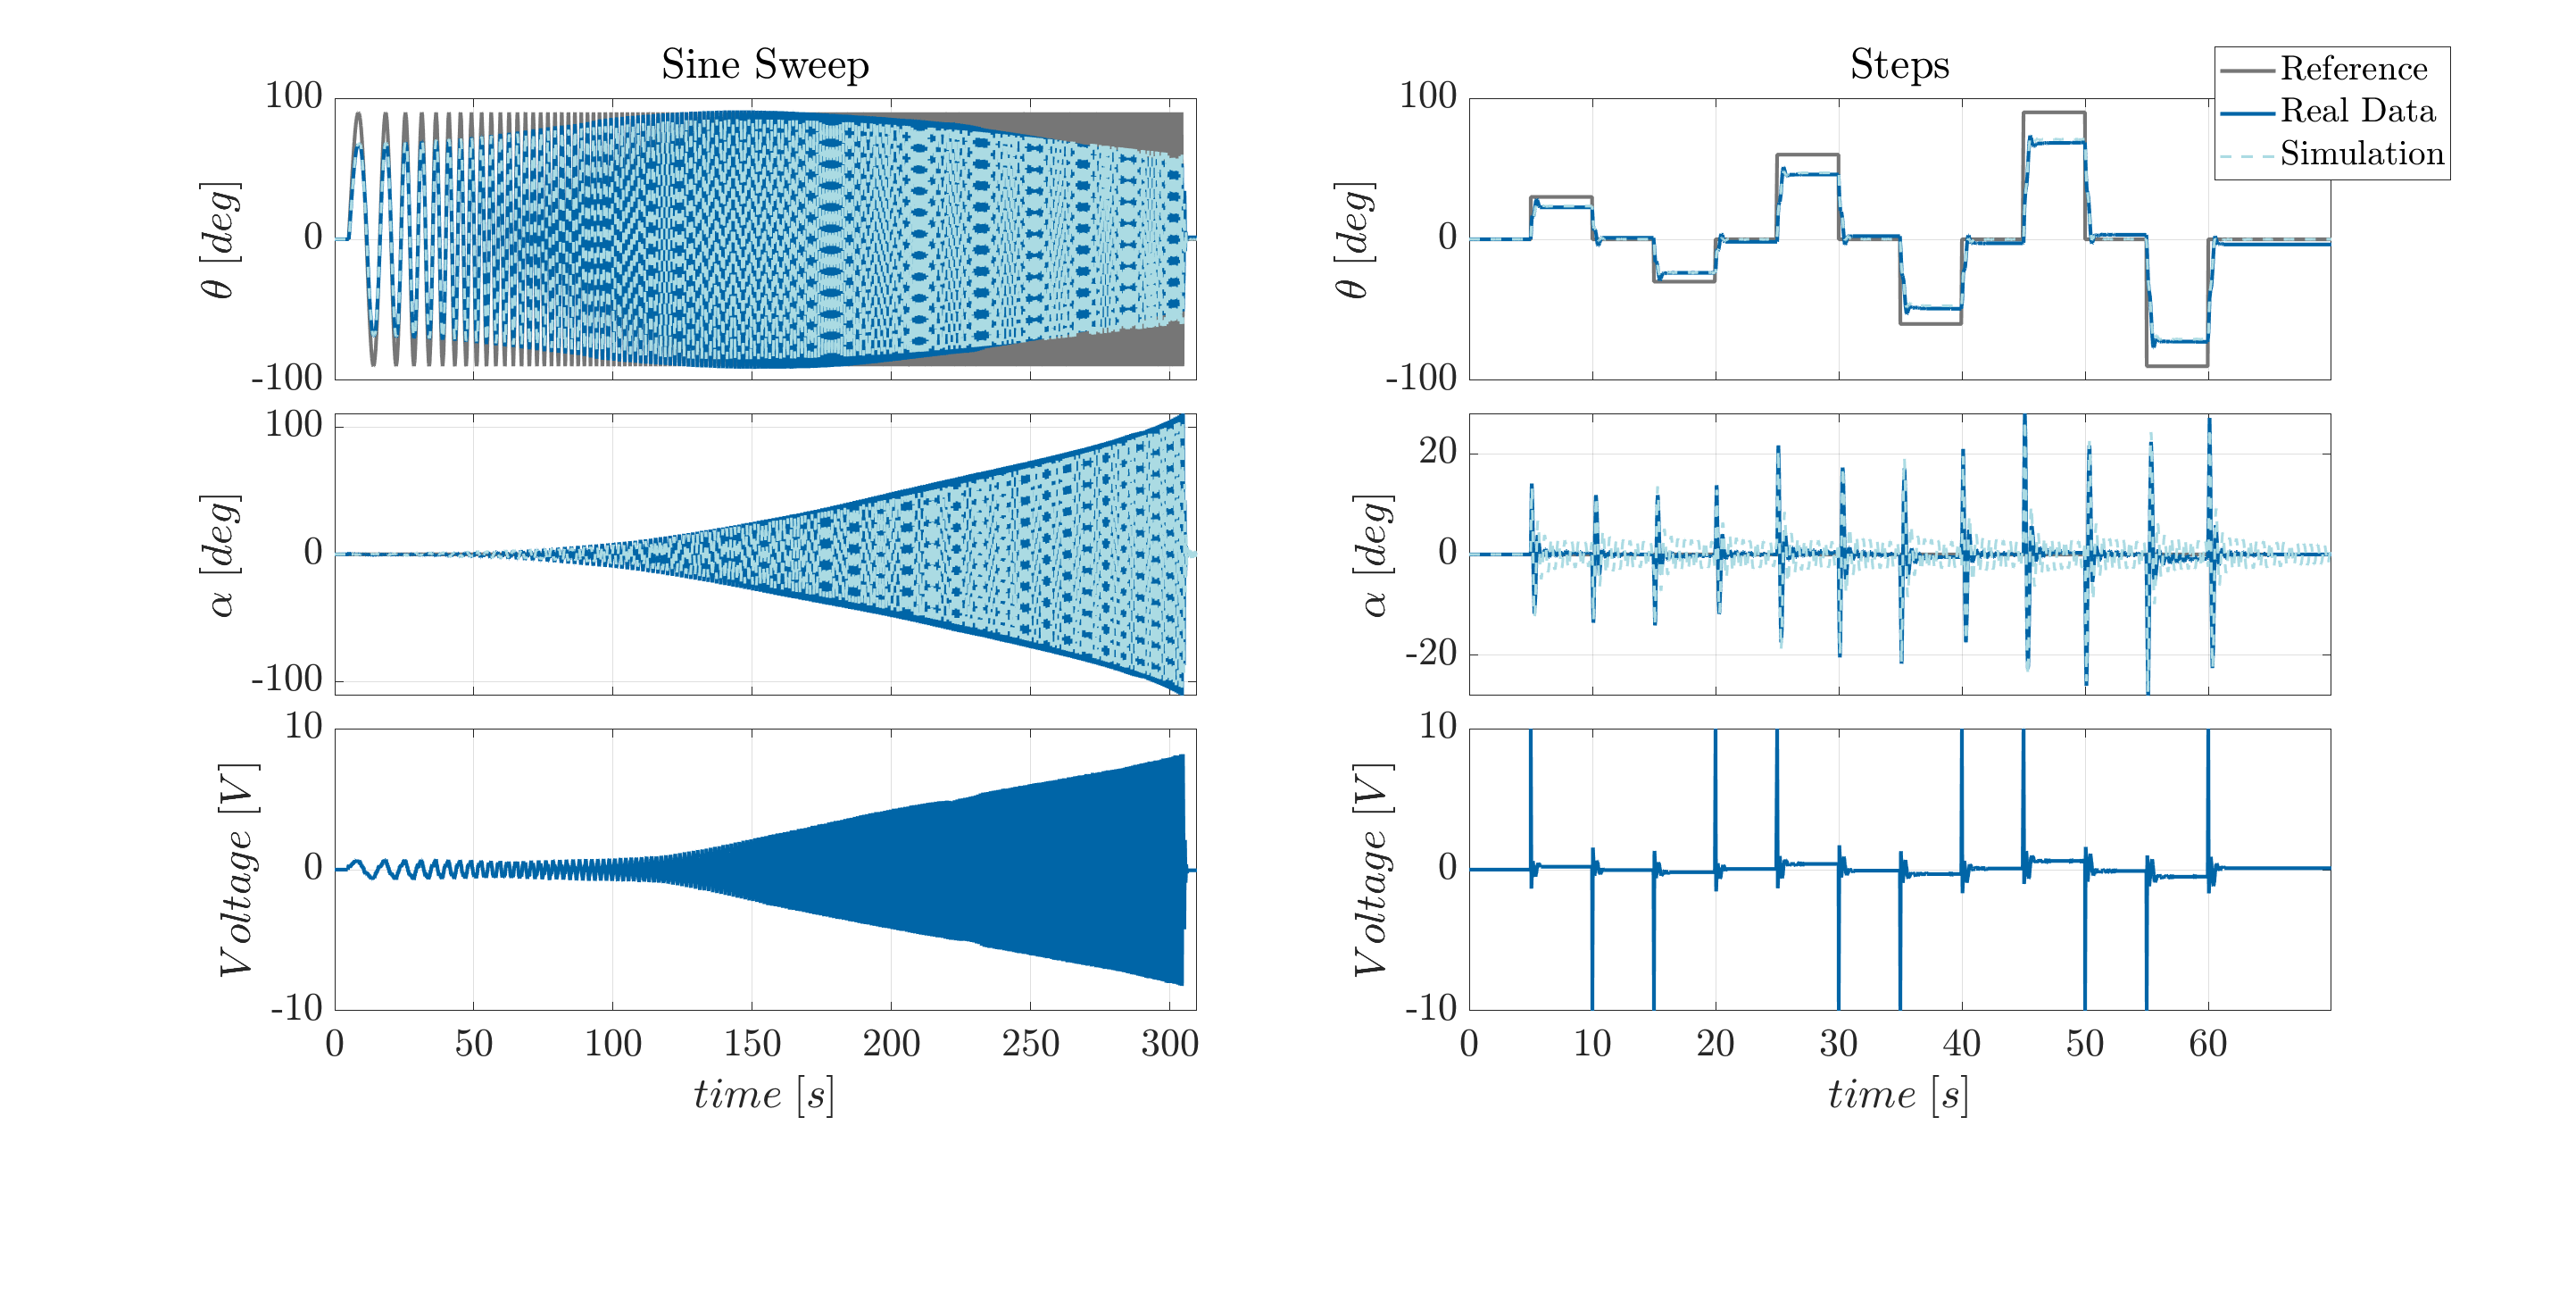 Sine Sweep
100
0
-100
θ [deg]
100
0
-100
α [deg]
10
0
-10
Voltage [V]
0 50 100 150 200 250 300
time [s]
Steps
Reference
Real Data
Simulation
100
0
-100
θ [deg]
20
0
-20
α [deg]
10
0
-10
Voltage [V]
0 10 20 30 40 50 60
time [s]